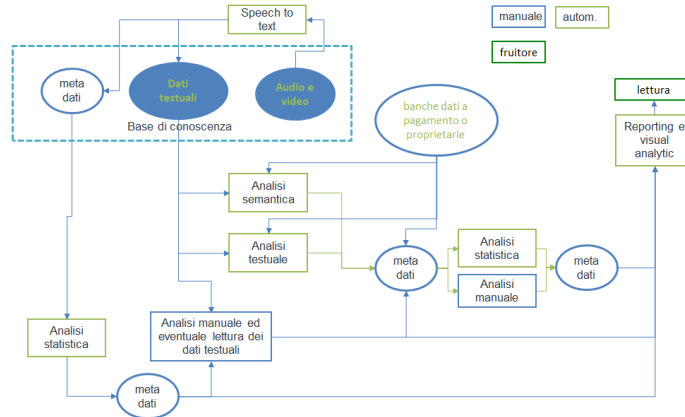 Speech to
text
manuale
autom.
fruitore
meta
dati
Dati
testuali
Audio e
video
Base di conoscenza
banche dati a
pagamento o
proprietarie
lettura
Reporting e
visual
analytic
Analisi
semantica
Analisi
testuale
meta
dati
Analisi
statistica
Analisi
manuale
meta
dati
Analisi
statistica
Analisi manuale ed
eventuale lettura dei
dati testuali
meta
dati